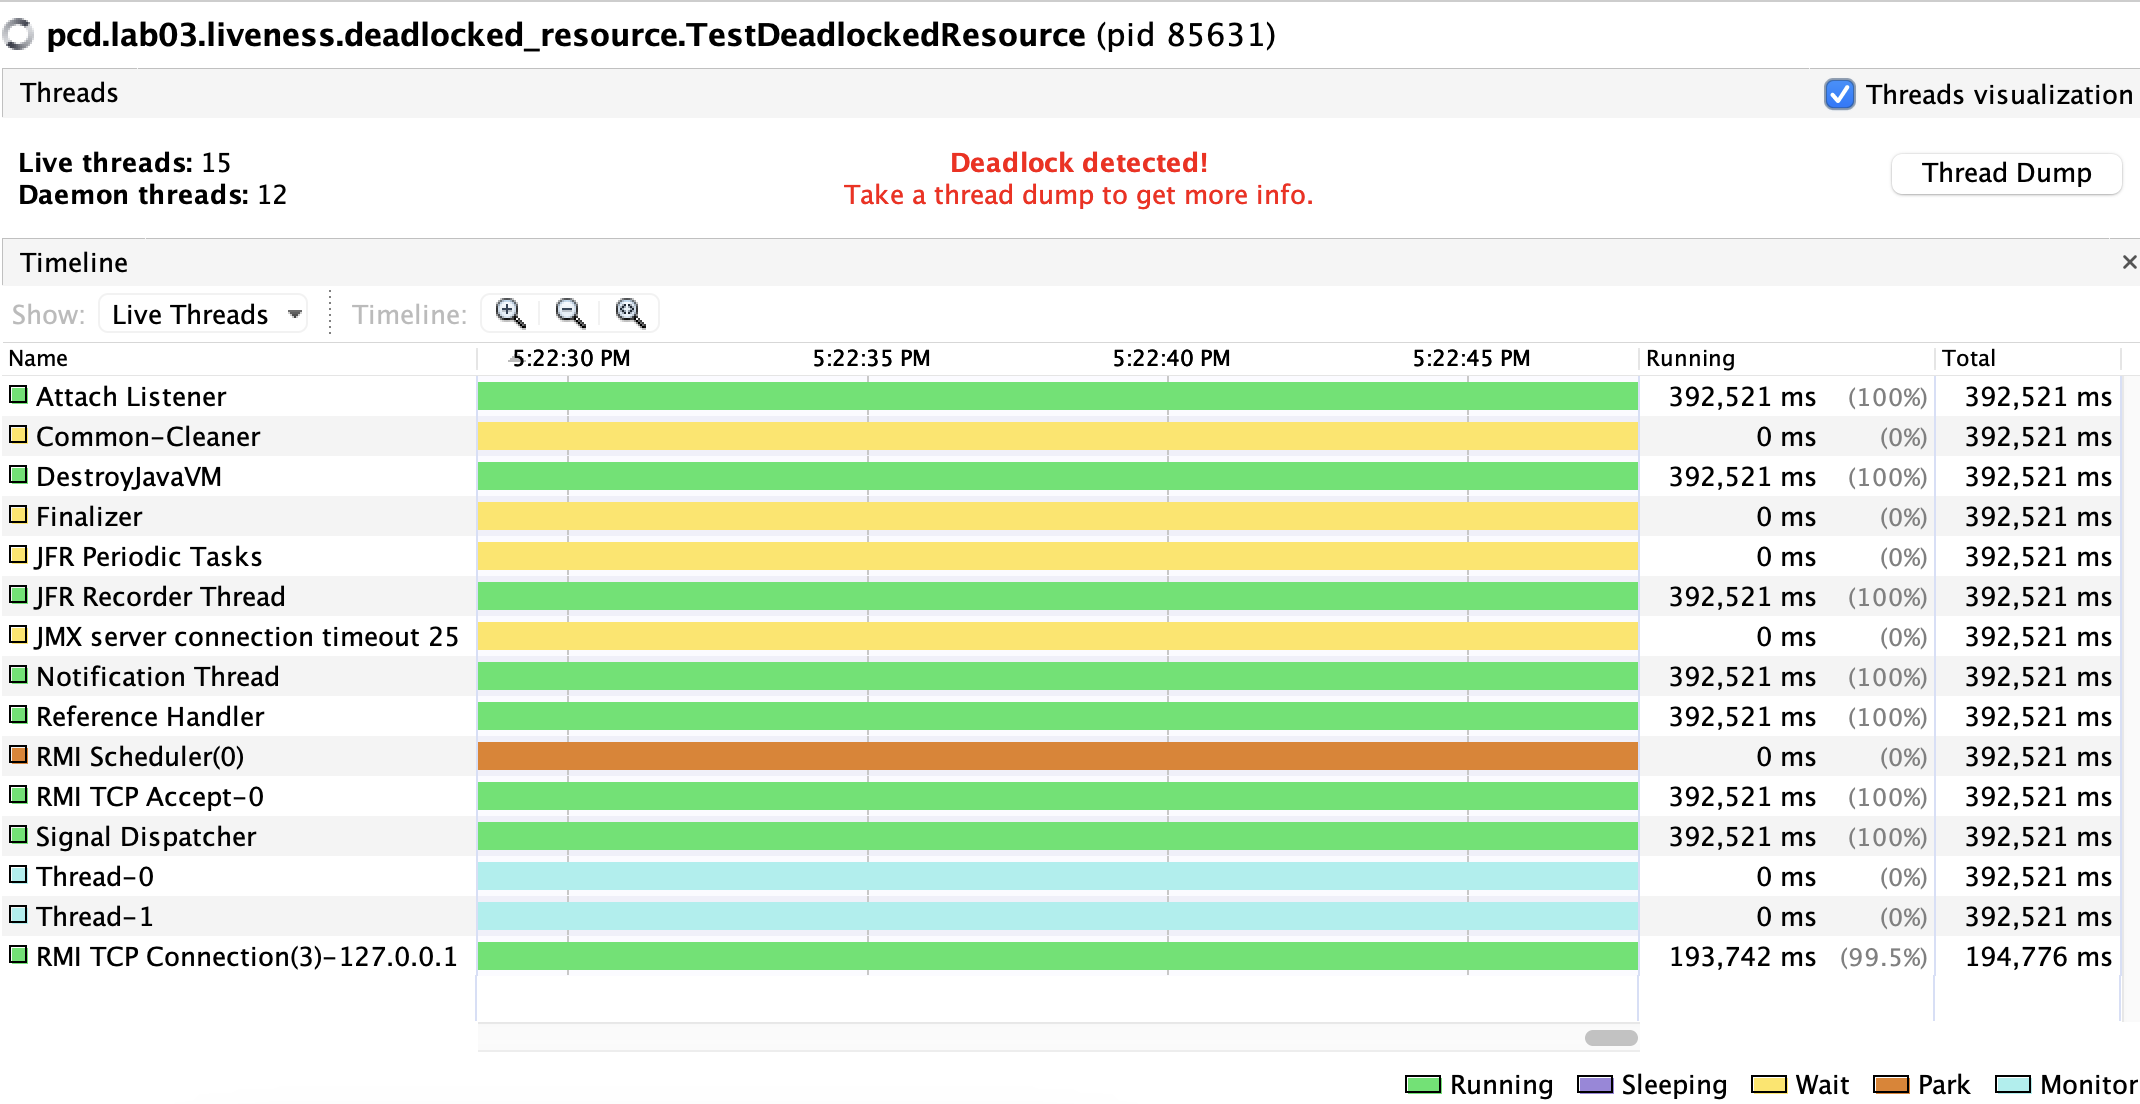 pcd.lab03.liveness.deadlocked_resource.TestDeadlockedResource (pid 85631)
Threads
Threads visualization
Live threads: 15
Daemon threads: 12
Deadlock detected!
Take a thread dump to get more info.
Thread Dump
Timeline
Show: Live Threads Timeline:
Name 5:22:30 PM 5:22:35 PM 5:22:40 PM 5:22:45 PM Running Total
Attach Listener 392,521 ms (100%) 392,521 ms
Common-Cleaner 0 ms (0%) 392,521 ms
DestroyJavaVM 392,521 ms (100%) 392,521 ms
Finalizer 0 ms (0%) 392,521 ms
JFR Periodic Tasks 0 ms (0%) 392,521 ms
JFR Recorder Thread 392,521 ms (100%) 392,521 ms
JMX server connection timeout 25 0 ms (0%) 392,521 ms
Notification Thread 392,521 ms (100%) 392,521 ms
Reference Handler 392,521 ms (100%) 392,521 ms
RMI Scheduler(0) 0 ms (0%) 392,521 ms
RMI TCP Accept-0 392,521 ms (100%) 392,521 ms
Signal Dispatcher 392,521 ms (100%) 392,521 ms
Thread-0 0 ms (0%) 392,521 ms
Thread-1 0 ms (0%) 392,521 ms
RMI TCP Connection(3)-127.0.0.1 193,742 ms (99.5%) 194,776 ms
Running Sleeping Wait Park Monitor